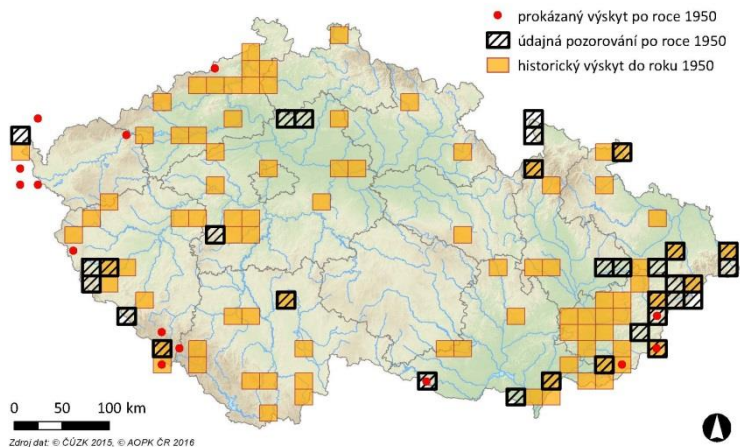 prokázaný výskyt po roce 1950
údajná pozorování po roce 1950
historický výskyt do roku 1950
0 50 100 km
Zdroj dat: © ČÚZK 2015, © AOPK ČR 2016